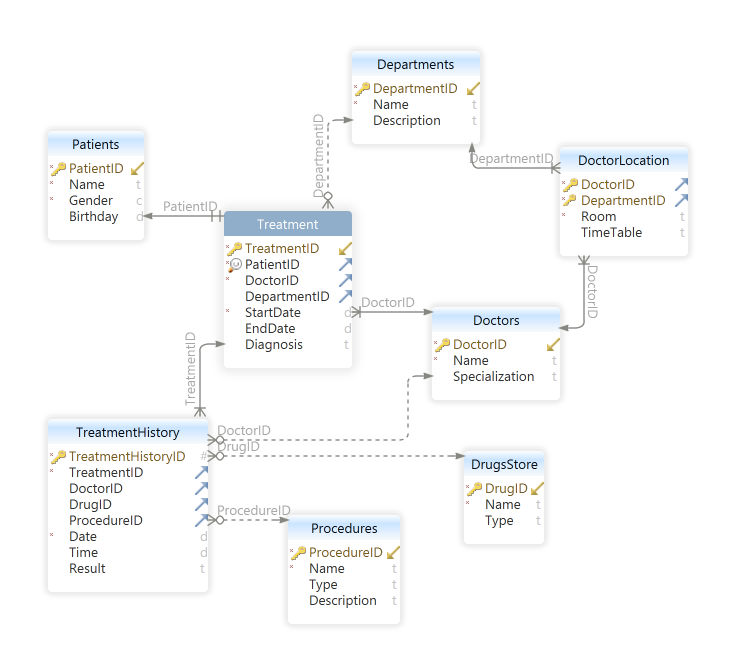 Departments
DepartmentID
Name t
Description t
DepartmentID
Patients
PatientID
Name t
Gender c
Birthday d
PatientID
DepartmentID
DoctorLocation
DoctorID
DepartmentID
Room t
TimeTable t
Treatment
TreatmentID
PatientID
DoctorID
DepartmentID
StartDate d
EndDate d
Diagnosis t
DoctorID
DoctorID
Doctors
DoctorID
Name t
Specialization t
TreatmentID
TreatmentHistory
TreatmentHistoryID #
TreatmentID
DoctorID
DrugID
ProcedureID
Date d
Time d
Result t
DoctorID
DrugID
ProcedureID
DrugsStore
DrugID
Name t
Type t
Procedures
ProcedureID
Name t
Type t
Description t